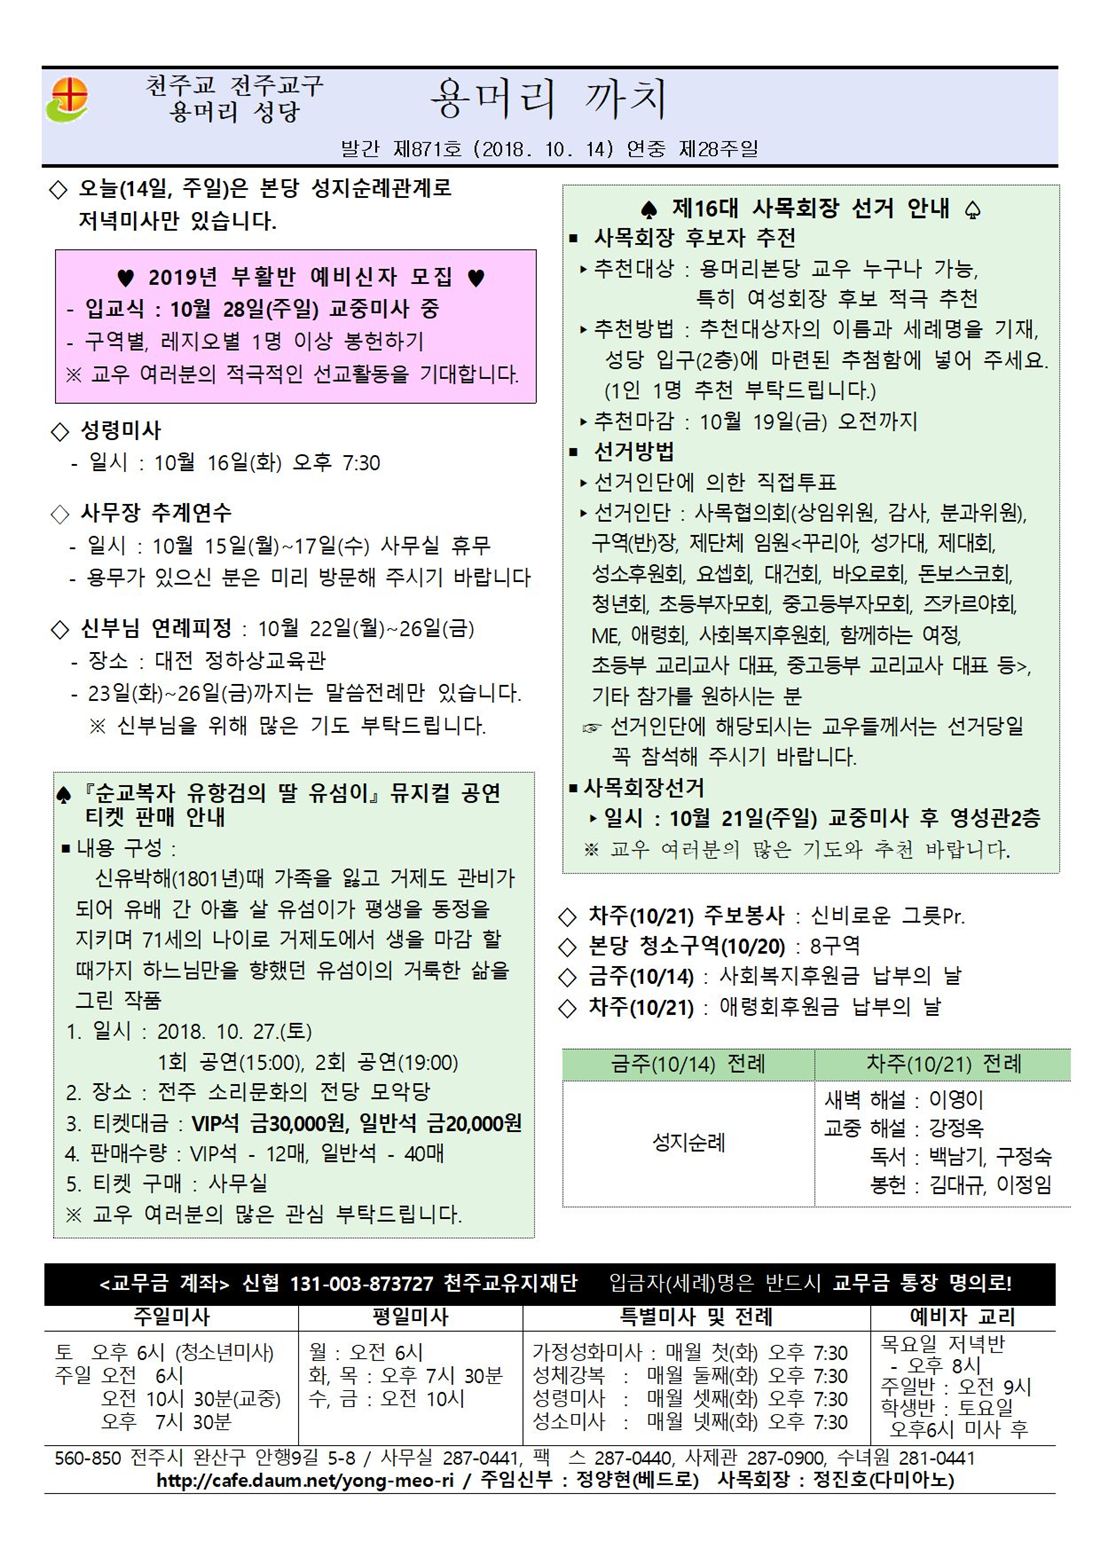 천주교 전주교구
용머리 성당
용머리 까치
발간 제871호 (2018. 10. 14) 연중 제28주일
◇ 오늘(14일, 주일)은 본당 성지순례관계로
저녁미사만 있습니다.
♥ 2019년 부활반 예비신자 모집 ♥
- 입교식 : 10월 28일(주일) 교중미사 중
- 구역별, 레지오별 1명 이상 봉헌하기
※ 교우 여러분의 적극적인 선교활동을 기대합니다.
◇ 성령미사
- 일시 : 10월 16일(화) 오후 7:30
◇ 사무장 추계연수
- 일시 : 10월 15일(월)~17일(수) 사무실 휴무
- 용무가 있으신 분은 미리 방문해 주시기 바랍니다
◇ 신부님 연례피정 : 10월 22일(월)~26일(금)
- 장소 : 대전 정하상교육관
- 23일(화)~26일(금)까지는 말씀전례만 있습니다.
※ 신부님을 위해 많은 기도 부탁드립니다.
♠ 『순교복자 유항검의 딸 유섬이』 뮤지컬 공연
티켓 판매 안내
■ 내용 구성 :
신유박해(1801년)때 가족을 잃고 거제도 관비가
되어 유배 간 아홉 살 유섬이가 평생을 동정을
지키며 71세의 나이로 거제도에서 생을 마감 할
때가지 하느님만을 향했던 유섬이의 거룩한 삶을
그린 작품
1. 일시 : 2018. 10. 27.(토)
1회 공연(15:00), 2회 공연(19:00)
2. 장소 : 전주 소리문화의 전당 모악당
3. 티켓대금 : VIP석 금30,000원, 일반석 금20,000원
4. 판매수량 : VIP석 - 12매, 일반석 - 40매
5. 티켓 구매 : 사무실
※ 교우 여러분의 많은 관심 부탁드립니다.
♠ 제16대 사목회장 선거 안내 ♤
■ 사목회장 후보자 추전
▸추천대상 : 용머리본당 교우 누구나 가능,
특히 여성회장 후보 적극 추천
▸추천방법 : 추천대상자의 이름과 세례명을 기재,
성당 입구(2층)에 마련된 추첨함에 넣어 주세요.
(1인 1명 추천 부탁드립니다.)
▸추천마감 : 10월 19일(금) 오전까지
■ 선거방법
▸선거인단에 의한 직접투표
▸선거인단 : 사목협의회(상임위원, 감사, 분과위원),
구역(반)장, 제단체 임원<꾸리아, 성가대, 제대회,
성소후원회, 요셉회, 대건회, 바오로회, 돈보스코회,
청년회, 초등부자모회, 중고등부자모회, 즈카르야회,
ME, 애령회, 사회복지후원회, 함께하는 여정,
초등부 교리교사 대표, 중고등부 교리교사 대표 등>,
기타 참가를 원하시는 분
☞ 선거인단에 해당되시는 교우들께서는 선거당일
꼭 참석해 주시기 바랍니다.
■ 사목회장선거
▸일시 : 10월 21일(주일) 교중미사 후 영성관2층
※ 교우 여러분의 많은 기도와 추천 바랍니다.
◇ 차주(10/21) 주보봉사 : 신비로운 그릇Pr.
◇ 본당 청소구역(10/20) : 8구역
◇ 금주(10/14) : 사회복지후원금 납부의 날
◇ 차주(10/21) : 애령회후원금 납부의 날
금주(10/14) 전례
차주(10/21) 전례
성지순례
새벽 해설 : 이영이
교중 해설 : 강정옥
독서 : 백남기, 구정숙
봉헌 : 김대규, 이정임
<교무금 계좌> 신협 131-003-873727 천주교유지재단 입금자(세례)명은 반드시 교무금 통장 명의로!
주일미사
토 오후 6시 (청소년미사)
주일 오전 6시
오전 10시 30분(교중)
오후 7시 30분
평일미사
월 : 오전 6시
화, 목 : 오후 7시 30분
수, 금 : 오전 10시
특별미사 및 전례
가정성화미사 : 매월 첫(화) 오후 7:30
성체강복 : 매월 둘째(화) 오후 7:30
성령미사 : 매월 셋째(화) 오후 7:30
성소미사 : 매월 넷째(화) 오후 7:30
예비자 교리
목요일 저녁반
- 오후 8시
주일반 : 오전 9시
학생반 : 토요일
오후6시 미사 후
560-850 전주시 완산구 안행9길 5-8 / 사무실 287-0441, 팩 스 287-0440, 사제관 287-0900, 수녀원 281-0441
http://cafe.daum.net/yong-meo-ri / 주임신부 : 정양현(베드로) 사목회장 : 정진호(다미아노)